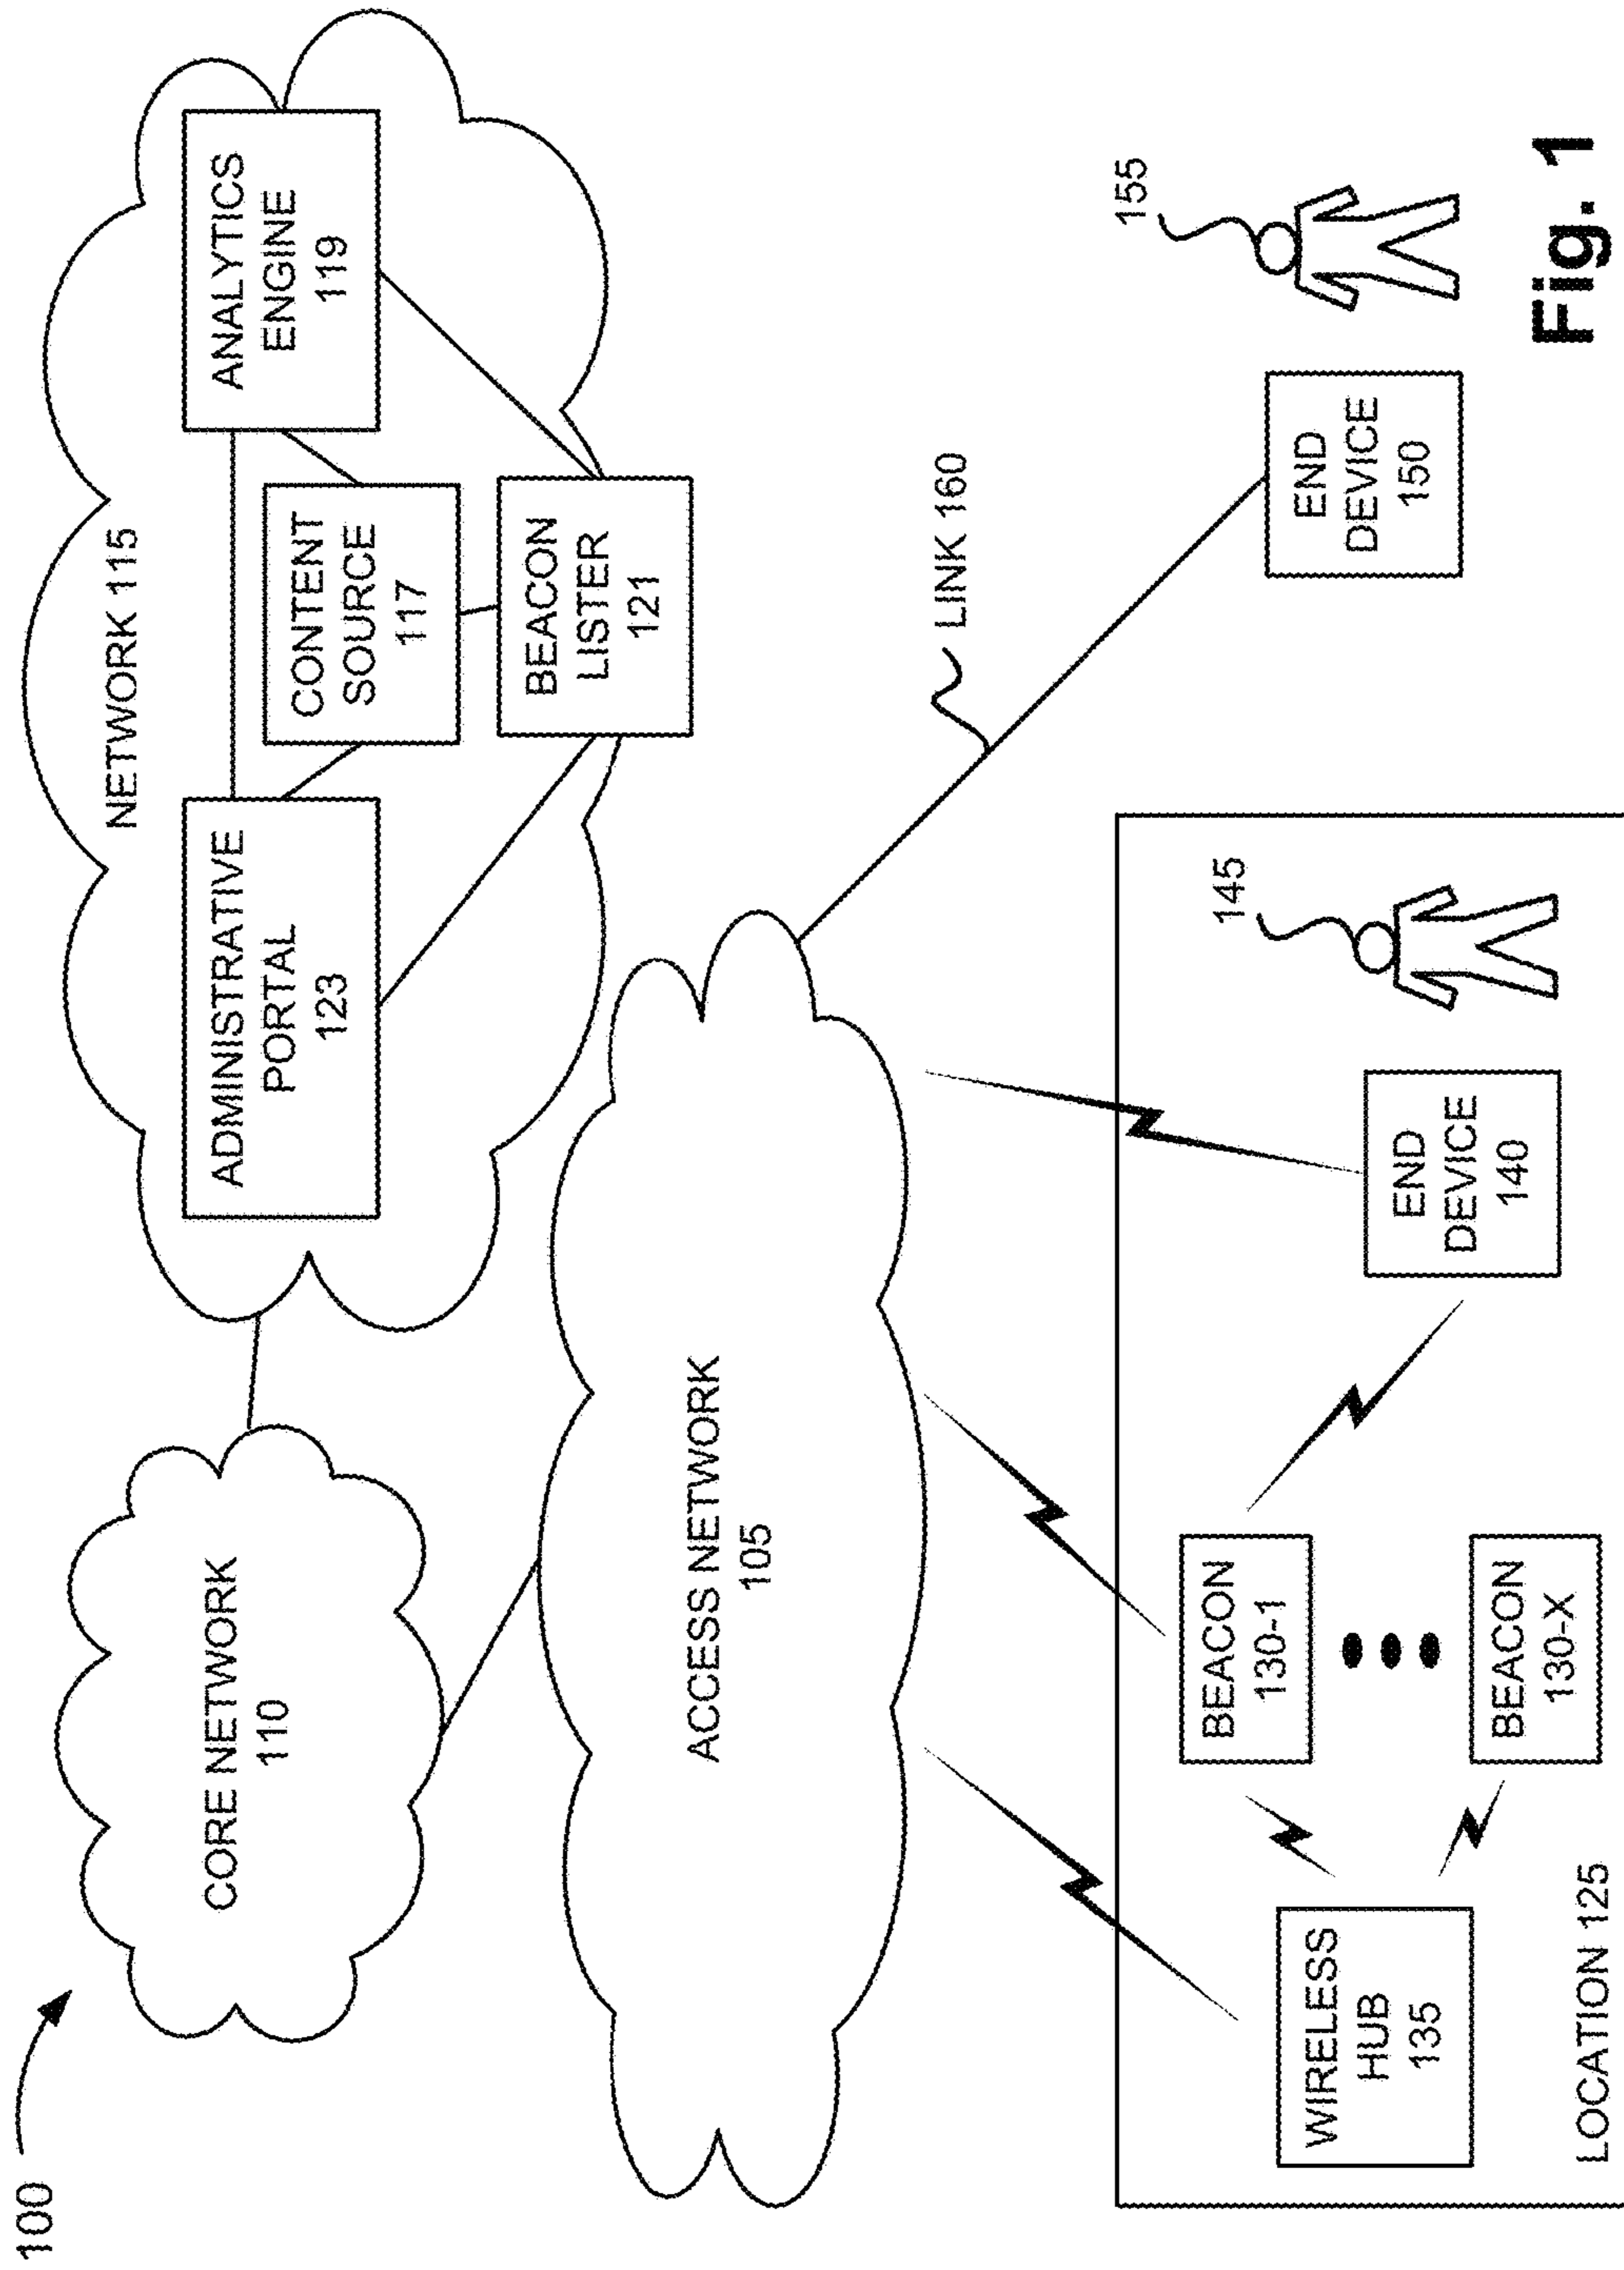 100
CORE NETWORK
110
NETWORK 115
ADMINISTRATIVE
PORTAL
123
CONTENT
SOURCE
117
ANALYTICS
ENGINE
119
BEACON
LISTER
121
ACCESS NETWORK
105
LINK 160
WIRELESS
HUB
135
BEACON
130-1
BEACON
130-X
END
DEVICE
140
145
END
DEVICE
150
155
LOCATION 125
Fig. 1